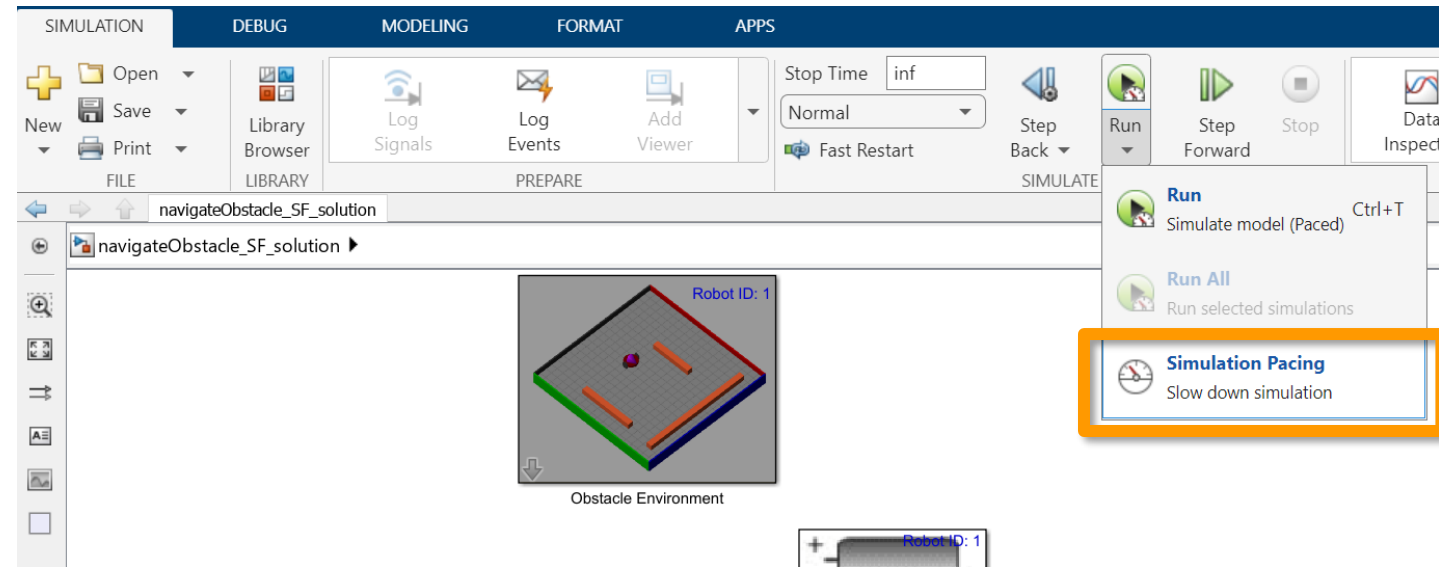 SIMULATION DEBUG MODELING FORMAT APPS
Open
Save
Print
New
FILE
Library
Browser
LIBRARY
Log
Signals
Log
Events
Add
Viewer
PREPARE
Stop Time inf
Normal
Fast Restart
Step
Back
Run
Step
Forward
Stop
SIMULATE
Data
Inspect
navigateObstacle_SF_solution
navigateObstacle_SF_solution
Run
Simulate model (Paced) Ctrl+T
Run All
Run selected simulations
Simulation Pacing
Slow down simulation
Robot ID: 1
Obstacle Environment
Robot ID: 1